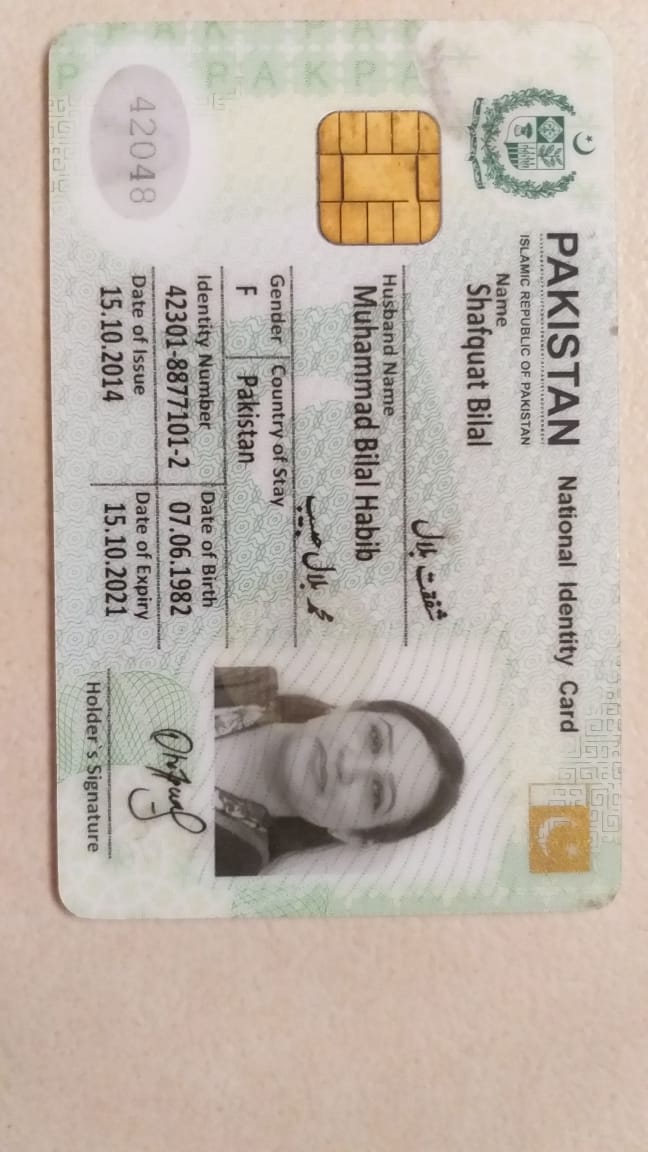 PAKISTAN National Identity Card
ISLAMIC REPUBLIC OF PAKISTAN
Name
Shafquat Bilal
شفقت بلال
Husband Name
Muhammad Bilal Habib
محمد بلال حبیب
Gender Country of Stay
F Pakistan
Identity Number Date of Birth
42301-8877101-2 07.06.1982
Date of Issue Date of Expiry
15.10.2014 15.10.2021
42048
Holder`s Signature